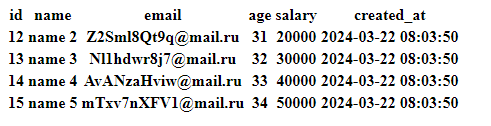 id name email age salary created_at
12 name 2 Z2Sml8Qt9q@mail.ru 31 20000 2024-03-22 08:03:50
13 name 3 Nl1hdwr8j7@mail.ru 32 30000 2024-03-22 08:03:50
14 name 4 AvANzaHviw@mail.ru 33 40000 2024-03-22 08:03:50
15 name 5 mTxv7nXFV1@mail.ru 34 50000 2024-03-22 08:03:50